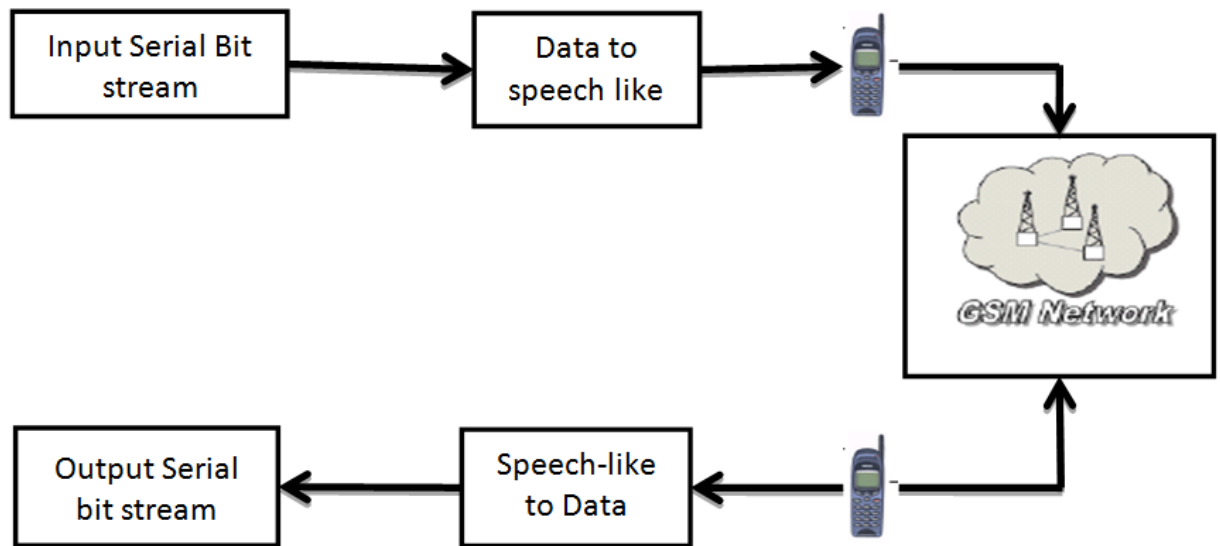 Input Serial Bit
stream
Data to
speech like
GSM Network
Output Serial
bit stream
Speech-like
to Data